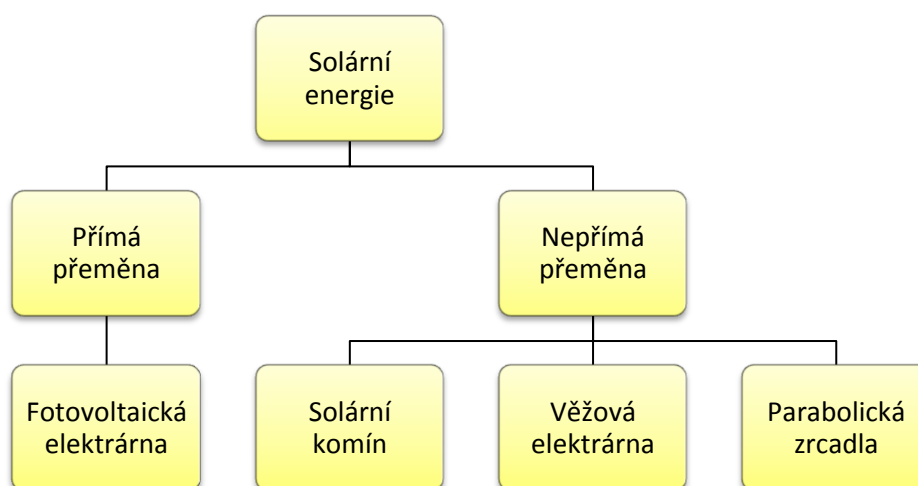 Solární
energie
Přímá
přeměna
Nepřímá
přeměna
Fotovoltaická
elektrárna
Solární
komín
Věžová
elektrárna
Parabolická
zrcadla